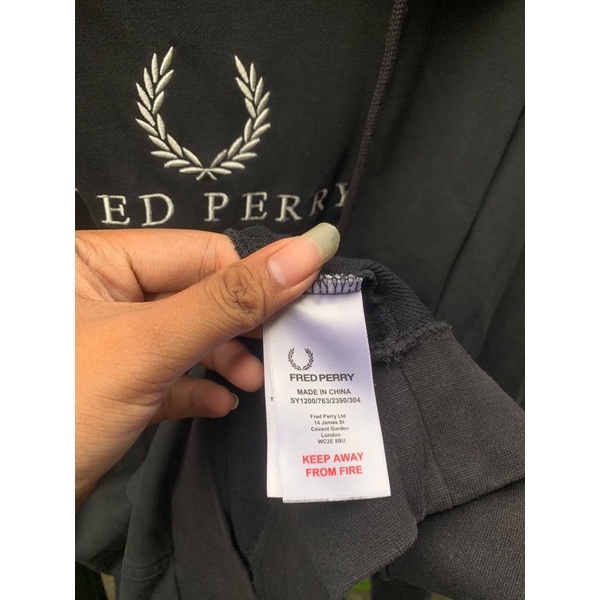 ED PERRY
FRED PERRY
MADE IN CHINA
SY1200/763/2390/304
Fred Perry Ltd
14 James St
Covent Garden
London
WC2E 8BU
KEEP AWAY
FROM FIRE